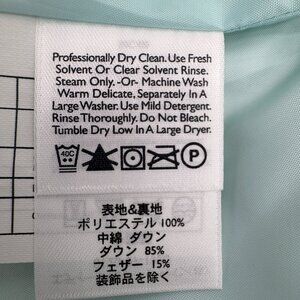 Professionally Dry Clean. Use Fresh
Solvent Or Clear Solvent Rinse.
Steam Only. -Or- Machine Wash
Warm Delicate, Separately In A
Large Washer. Use Mild Detergent.
Rinse Thoroughly. Do Not Bleach.
Tumble Dry Low In A Large Dryer.
40C
P
表地&裏地
ポリエステル 100%
中綿 ダウン
ダウン 85%
フェザー 15%
装飾品を除く